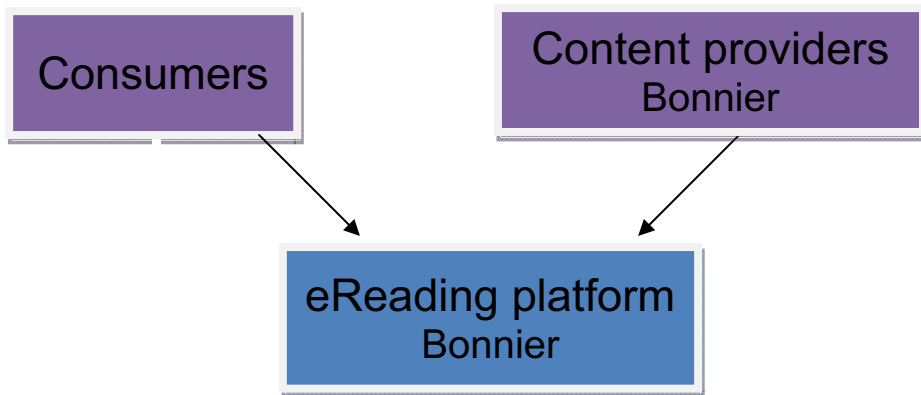 Consumers
Content providers
Bonnier
eReading platform
Bonnier